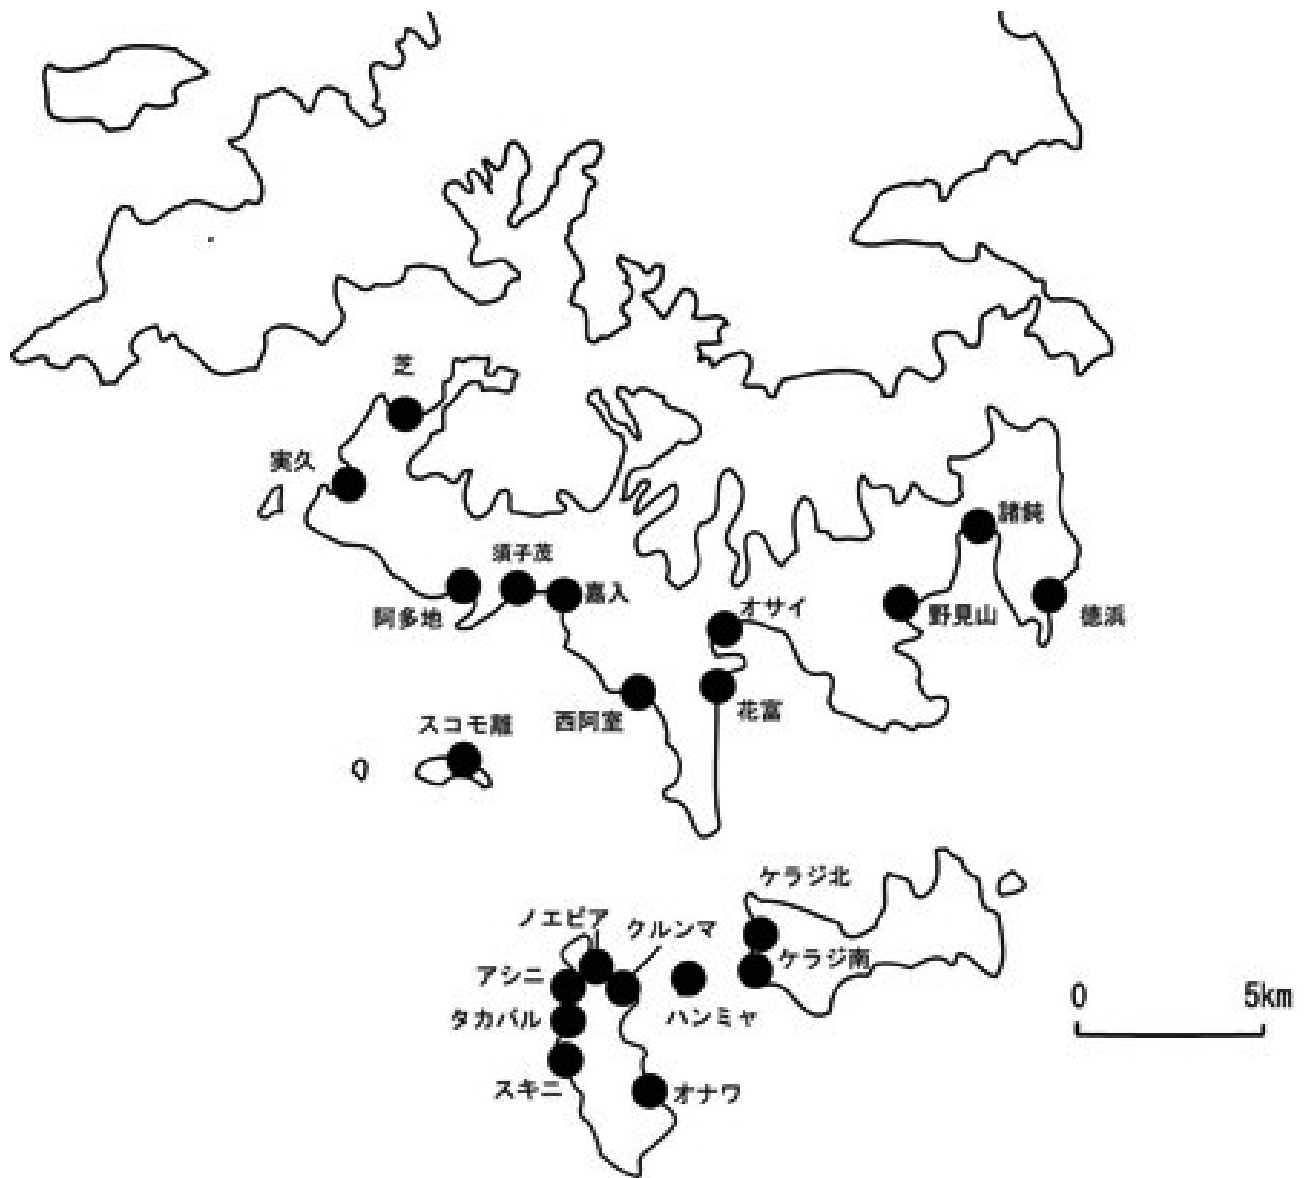 芝
実久
諸鈍
須子茂
嘉入
阿多地
オサイ
野見山
徳浜
西阿室
花富
スコモ離
ケラジ北
ノエビア
クルンマ
ケラジ南
アシニ
タカバル
ハンミャ
0 5km
スキニ
オナワ